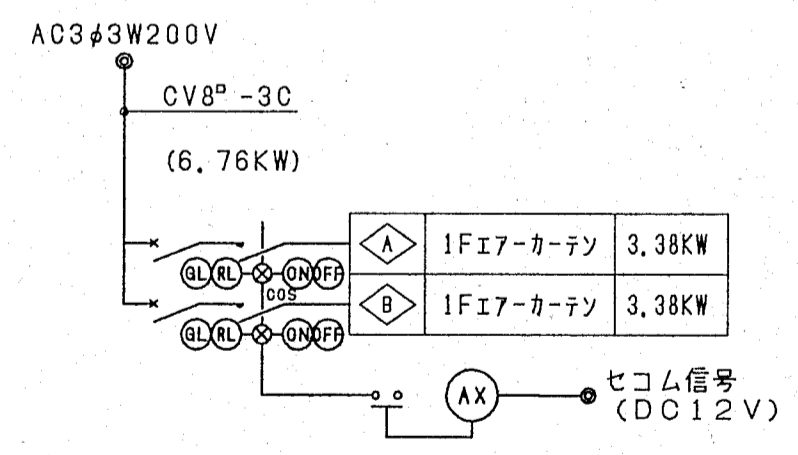 AC3φ3W200V
CV8□-3C
(6.76KW)
A 1Fエアーカーテン 3.38KW
GL RL ON OFF
COS
B 1Fエアーカーテン 3.38KW
GL RL ON OFF
AX セコム信号
(DC12V)